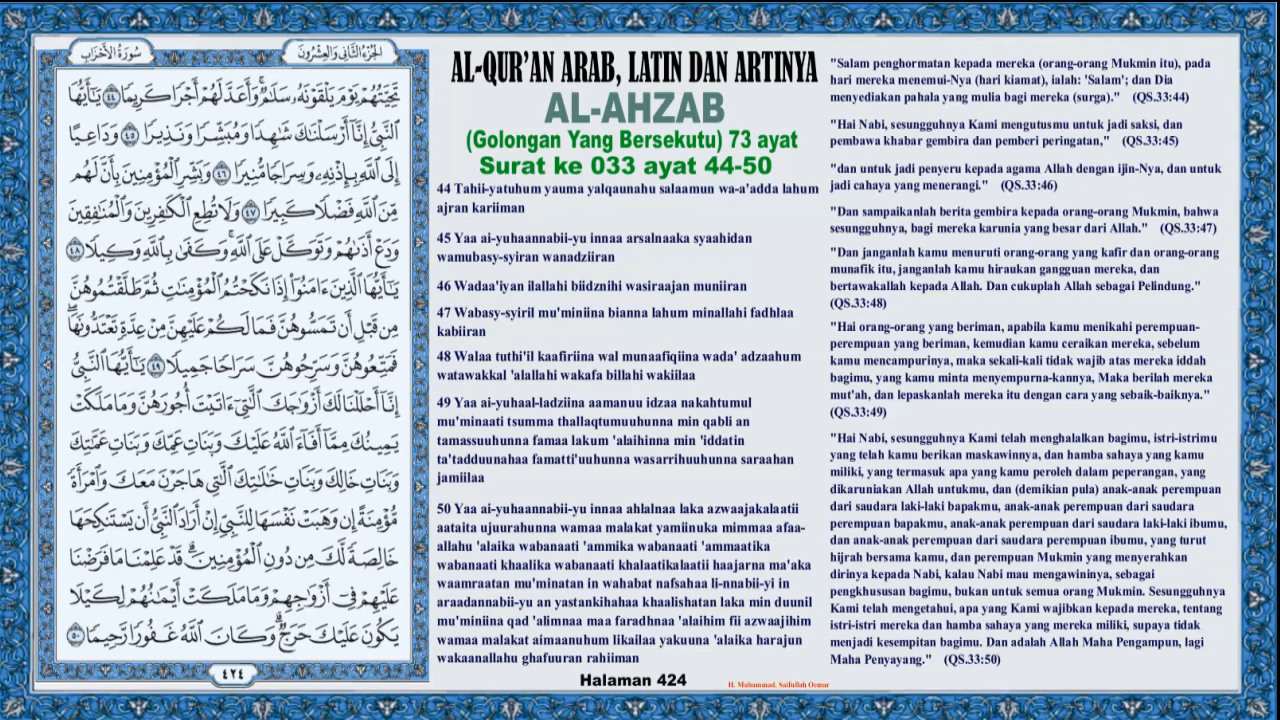 سورة الأحزاب
الجزء الثاني والعشرون
تَحِيَّتُهُمْ يَوْمَ يَلْقَوْنَهُۥ سَلَٰمٌ ۚ وَأَعَدَّ لَهُمْ أَجْرًا كَرِيمًا ٤٤ يَٰٓأَيُّهَا
ٱلنَّبِىُّ إِنَّآ أَرْسَلْنَٰكَ شَٰهِدًا وَمُبَشِّرًا وَنَذِيرًا ٤٥ وَدَاعِيًا
إِلَى ٱللَّهِ بِإِذْنِهِۦ وَسِرَاجًا مُّنِيرًا ٤٦ وَبَشِّرِ ٱلْمُؤْمِنِينَ بِأَنَّ لَهُم
مِّنَ ٱللَّهِ فَضْلًا كَبِيرًا ٤٧ وَلَا تُطِعِ ٱلْكَٰفِرِينَ وَٱلْمُنَٰفِقِينَ
وَدَعْ أَذَىٰهُمْ وَتَوَكَّلْ عَلَى ٱللَّهِ ۚ وَكَفَىٰ بِٱللَّهِ وَكِيلًا ٤٨
يَٰٓأَيُّهَا ٱلَّذِينَ ءَامَنُوٓا۟ إِذَا نَكَحْتُمُ ٱلْمُؤْمِنَٰتِ ثُمَّ طَلَّقْتُمُوهُنَّ
مِن قَبْلِ أَن تَمَسُّوهُنَّ فَمَا لَكُمْ عَلَيْهِنَّ مِنْ عِدَّةٍ تَعْتَدُّونَهَا ۖ
فَمَتِّعُوهُنَّ وَسَرِّحُوهُنَّ سَرَاحًا جَمِيلًا ٤٩ يَٰٓأَيُّهَا ٱلنَّبِىُّ
إِنَّآ أَحْلَلْنَا لَكَ أَزْوَٰجَكَ ٱلَّٰتِىٓ ءَاتَيْتَ أُجُورَهُنَّ وَمَا مَلَكَتْ
يَمِينُكَ مِمَّآ أَفَآءَ ٱللَّهُ عَلَيْكَ وَبَنَاتِ عَمِّكَ وَبَنَاتِ عَمَّٰتِكَ
وَبَنَاتِ خَالِكَ وَبَنَاتِ خَٰلَٰتِكَ ٱلَّٰتِى هَاجَرْنَ مَعَكَ وَٱمْرَأَةً
مُّؤْمِنَةً إِن وَهَبَتْ نَفْسَهَا لِلنَّبِىِّ إِنْ أَرَادَ ٱلنَّبِىُّ أَن يَسْتَنكِحَهَا
خَالِصَةً لَّكَ مِن دُونِ ٱلْمُؤْمِنِينَ ۗ قَدْ عَلِمْنَا مَا فَرَضْنَا
عَلَيْهِمْ فِىٓ أَزْوَٰجِهِمْ وَمَا مَلَكَتْ أَيْمَٰنُهُمْ لِكَيْلَا
يَكُونَ عَلَيْكَ حَرَجٌ ۗ وَكَانَ ٱللَّهُ غَفُورًا رَّحِيمًا ٥٠
٤٢٤
AL-QUR'AN ARAB, LATIN DAN ARTINYA
AL-AHZAB
(Golongan Yang Bersekutu) 73 ayat
Surat ke 033 ayat 44-50
44 Tahii-yatuhum yauma yalqaunahu salaamun wa-a'adda lahum
ajran kariiman
45 Yaa ai-yuhaannabii-yu innaa arsalnaaka syaahidan
wamubasy-syiran wanadziiran
46 Wadaa'iyan ilallahi biidznihi wasiraajan muniiran
47 Wabasy-syiril mu'miniina bianna lahum minallahi fadhlaa
kabiiran
48 Walaa tuthi'il kaafiriina wal munaafiqiina wada' adzaahum
watawakkal 'alallahi wakafa billahi wakiilaa
49 Yaa ai-yuhaal-ladziina aamanuu idzaa nakahtumul
mu'minaati tsumma thallaqtumuuhunna min qabli an
tamassuuhunna famaa lakum 'alaihinna min 'iddatin
ta'tadduunahaa famatti'uuhunna wasarrihuuhunna saraahan
jamiilaa
50 Yaa ai-yuhaannabii-yu innaa ahlalnaa laka azwaajakalaatii
aataita ujuurahunna wamaa malakat yamiinuka mimmaa afaa-
allahu 'alaika wabanaati 'ammika wabanaati 'ammaatika
wabanaati khaalika wabanaati khalaatikalaatii haajarna ma'aka
waamraatan mu'minatan in wahabat nafsahaa li-nnabii-yi in
araadannabii-yu an yastankihahaa khaalishatan laka min duunil
mu'miniina qad 'alimnaa maa faradhnaa 'alaihim fii azwaajihim
wamaa malakat aimaanuhum likailaa yakuuna 'alaika harajun
wakaanallahu ghafuuran rahiiman
Halaman 424
"Salam penghormatan kepada mereka (orang-orang Mukmin itu), pada
hari mereka menemui-Nya (hari kiamat), ialah: 'Salam'; dan Dia
menyediakan pahala yang mulia bagi mereka (surga)." (QS.33:44)
"Hai Nabi, sesungguhnya Kami mengutusmu untuk jadi saksi, dan
pembawa khabar gembira dan pemberi peringatan," (QS.33:45)
"dan untuk jadi penyeru kepada agama Allah dengan ijin-Nya, dan untuk
jadi cahaya yang menerangi." (QS.33:46)
"Dan sampaikanlah berita gembira kepada orang-orang Mukmin, bahwa
sesungguhnya, bagi mereka karunia yang besar dari Allah." (QS.33:47)
"Dan janganlah kamu menuruti orang-orang yang kafir dan orang-orang
munafik itu, janganlah kamu hiraukan gangguan mereka, dan
bertawakallah kepada Allah. Dan cukuplah Allah sebagai Pelindung."
(QS.33:48)
"Hai orang-orang yang beriman, apabila kamu menikahi perempuan-
perempuan yang beriman, kemudian kamu ceraikan mereka, sebelum
kamu mencampurinya, maka sekali-kali tidak wajib atas mereka iddah
bagimu, yang kamu minta menyempurna-kannya, Maka berilah mereka
mut'ah, dan lepaskanlah mereka itu dengan cara yang sebaik-baiknya."
(QS.33:49)
"Hai Nabi, sesungguhnya Kami telah menghalalkan bagimu, istri-istrimu
yang telah kamu berikan maskawinnya, dan hamba sahaya yang kamu
miliki, yang termasuk apa yang kamu peroleh dalam peperangan, yang
dikaruniakan Allah untukmu, dan (demikian pula) anak-anak perempuan
dari saudara laki-laki bapakmu, anak-anak perempuan dari saudara
perempuan bapakmu, anak-anak perempuan dari saudara laki-laki ibumu,
dan anak-anak perempuan dari saudara perempuan ibumu, yang turut
hijrah bersama kamu, dan perempuan Mukmin yang menyerahkan
dirinya kepada Nabi, kalau Nabi mau mengawininya, sebagai
pengkhususan bagimu, bukan untuk semua orang Mukmin. Sesungguhnya
Kami telah mengetahui, apa yang Kami wajibkan kepada mereka, tentang
istri-istri mereka dan hamba sahaya yang mereka miliki, supaya tidak
menjadi kesempitan bagimu. Dan adalah Allah Maha Pengampun, lagi
Maha Penyayang." (QS.33:50)
H. Muhammad. Saifullah Oemar